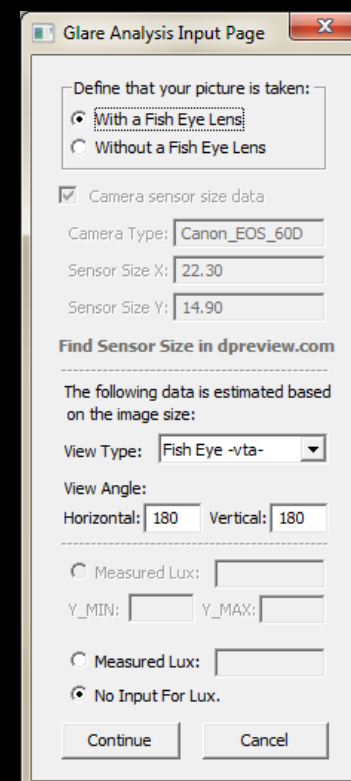 Glare Analysis Input Page
Define that your picture is taken:
With a Fish Eye Lens
Without a Fish Eye Lens
Camera sensor size data
Camera Type: Canon_EOS_60D
Sensor Size X: 22.30
Sensor Size Y: 14.90
Find Sensor Size in dpreview.com
The following data is estimated based
on the image size:
View Type: Fish Eye -vta-
View Angle:
Horizontal: 180 Vertical: 180
Measured Lux:
Y_MIN: Y_MAX:
Measured Lux:
No Input For Lux.
Continue Cancel